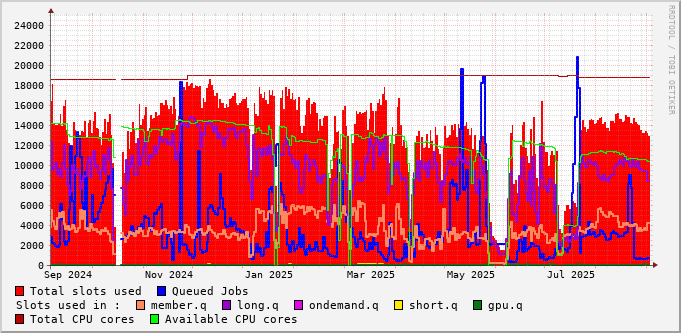 24000
22000
20000
18000
16000
14000
12000
10000
8000
6000
4000
2000
0
Sep 2024 Nov 2024 Jan 2025 Mar 2025 May 2025 Jul 2025
Total slots used Queued Jobs
Slots used in : member.q long.q ondemand.q short.q gpu.q
Total CPU cores Available CPU cores
RRDTOOL / TOBI OETIKER